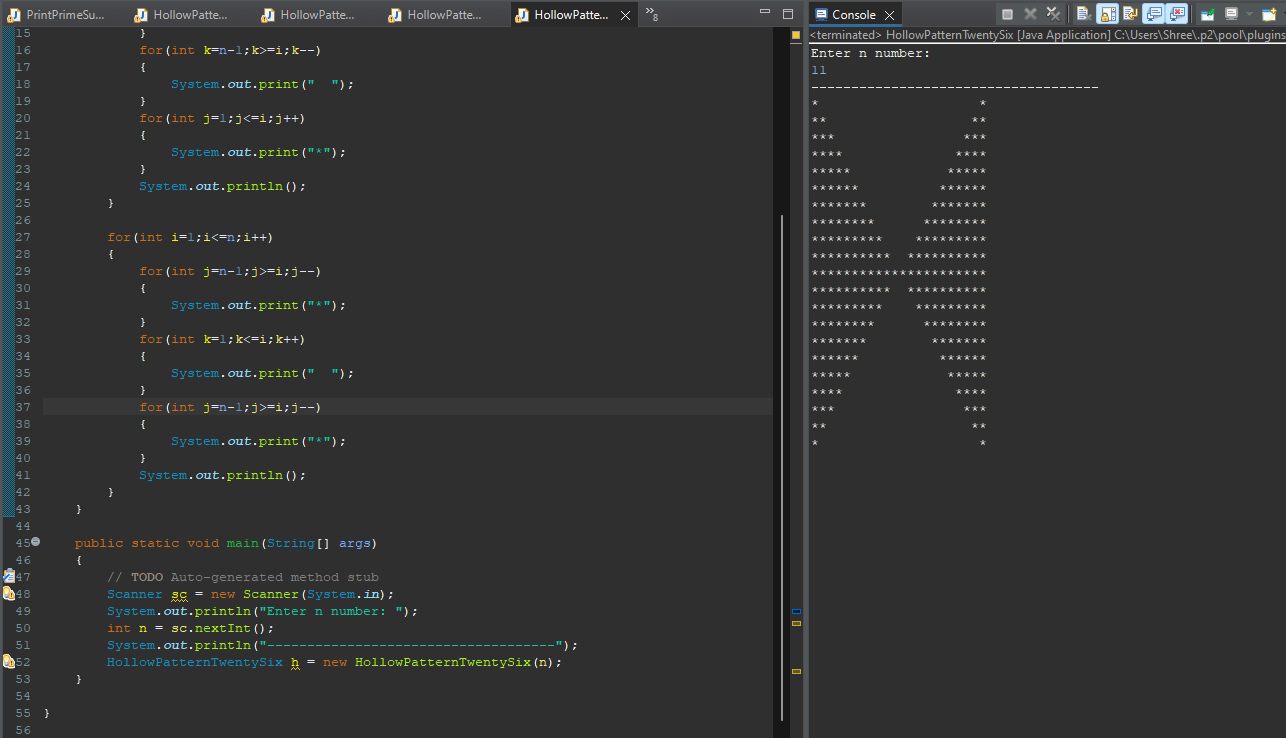 PrintPrimeSu...
HollowPatte...
HollowPatte...
HollowPatte...
HollowPatte...
8
15 }
16 for(int k=n-1;k>=i;k--)
17 {
18 System.out.print("  ");
19 }
20 for(int j=1;j<=i;j++)
21 {
22 System.out.print("*");
23 }
24 System.out.println();
25 }
26
27 for(int i=1;i<=n;i++)
28 {
29 for(int j=n-1;j>=i;j--)
30 {
31 System.out.print("*");
32 }
33 for(int k=1;k<=i;k++)
34 {
35 System.out.print("  ");
36 }
37 for(int j=n-1;j>=i;j--)
38 {
39 System.out.print("*");
40 }
41 System.out.println();
42 }
43 }
44
45 public static void main(String[] args)
46 {
47 // TODO Auto-generated method stub
48 Scanner sc = new Scanner(System.in);
49 System.out.println("Enter n number: ");
50 int n = sc.nextInt();
51 System.out.println("------------------------------------");
52 HollowPatternTwentySix h = new HollowPatternTwentySix(n);
53 }
54
55 }
56
Console
<terminated> HollowPatternTwentySix [Java Application] C:\Users\Shree\.p2\pool\plugins
Enter n number:
11
------------------------------------
*                    *
**                  **
***                ***
****              ****
*****            *****
******          ******
*******        *******
********      ********
*********    *********
**********  **********
**********************
**********  **********
*********    *********
********      ********
*******        *******
******          ******
*****            *****
****              ****
***                ***
**                  **
*                    *